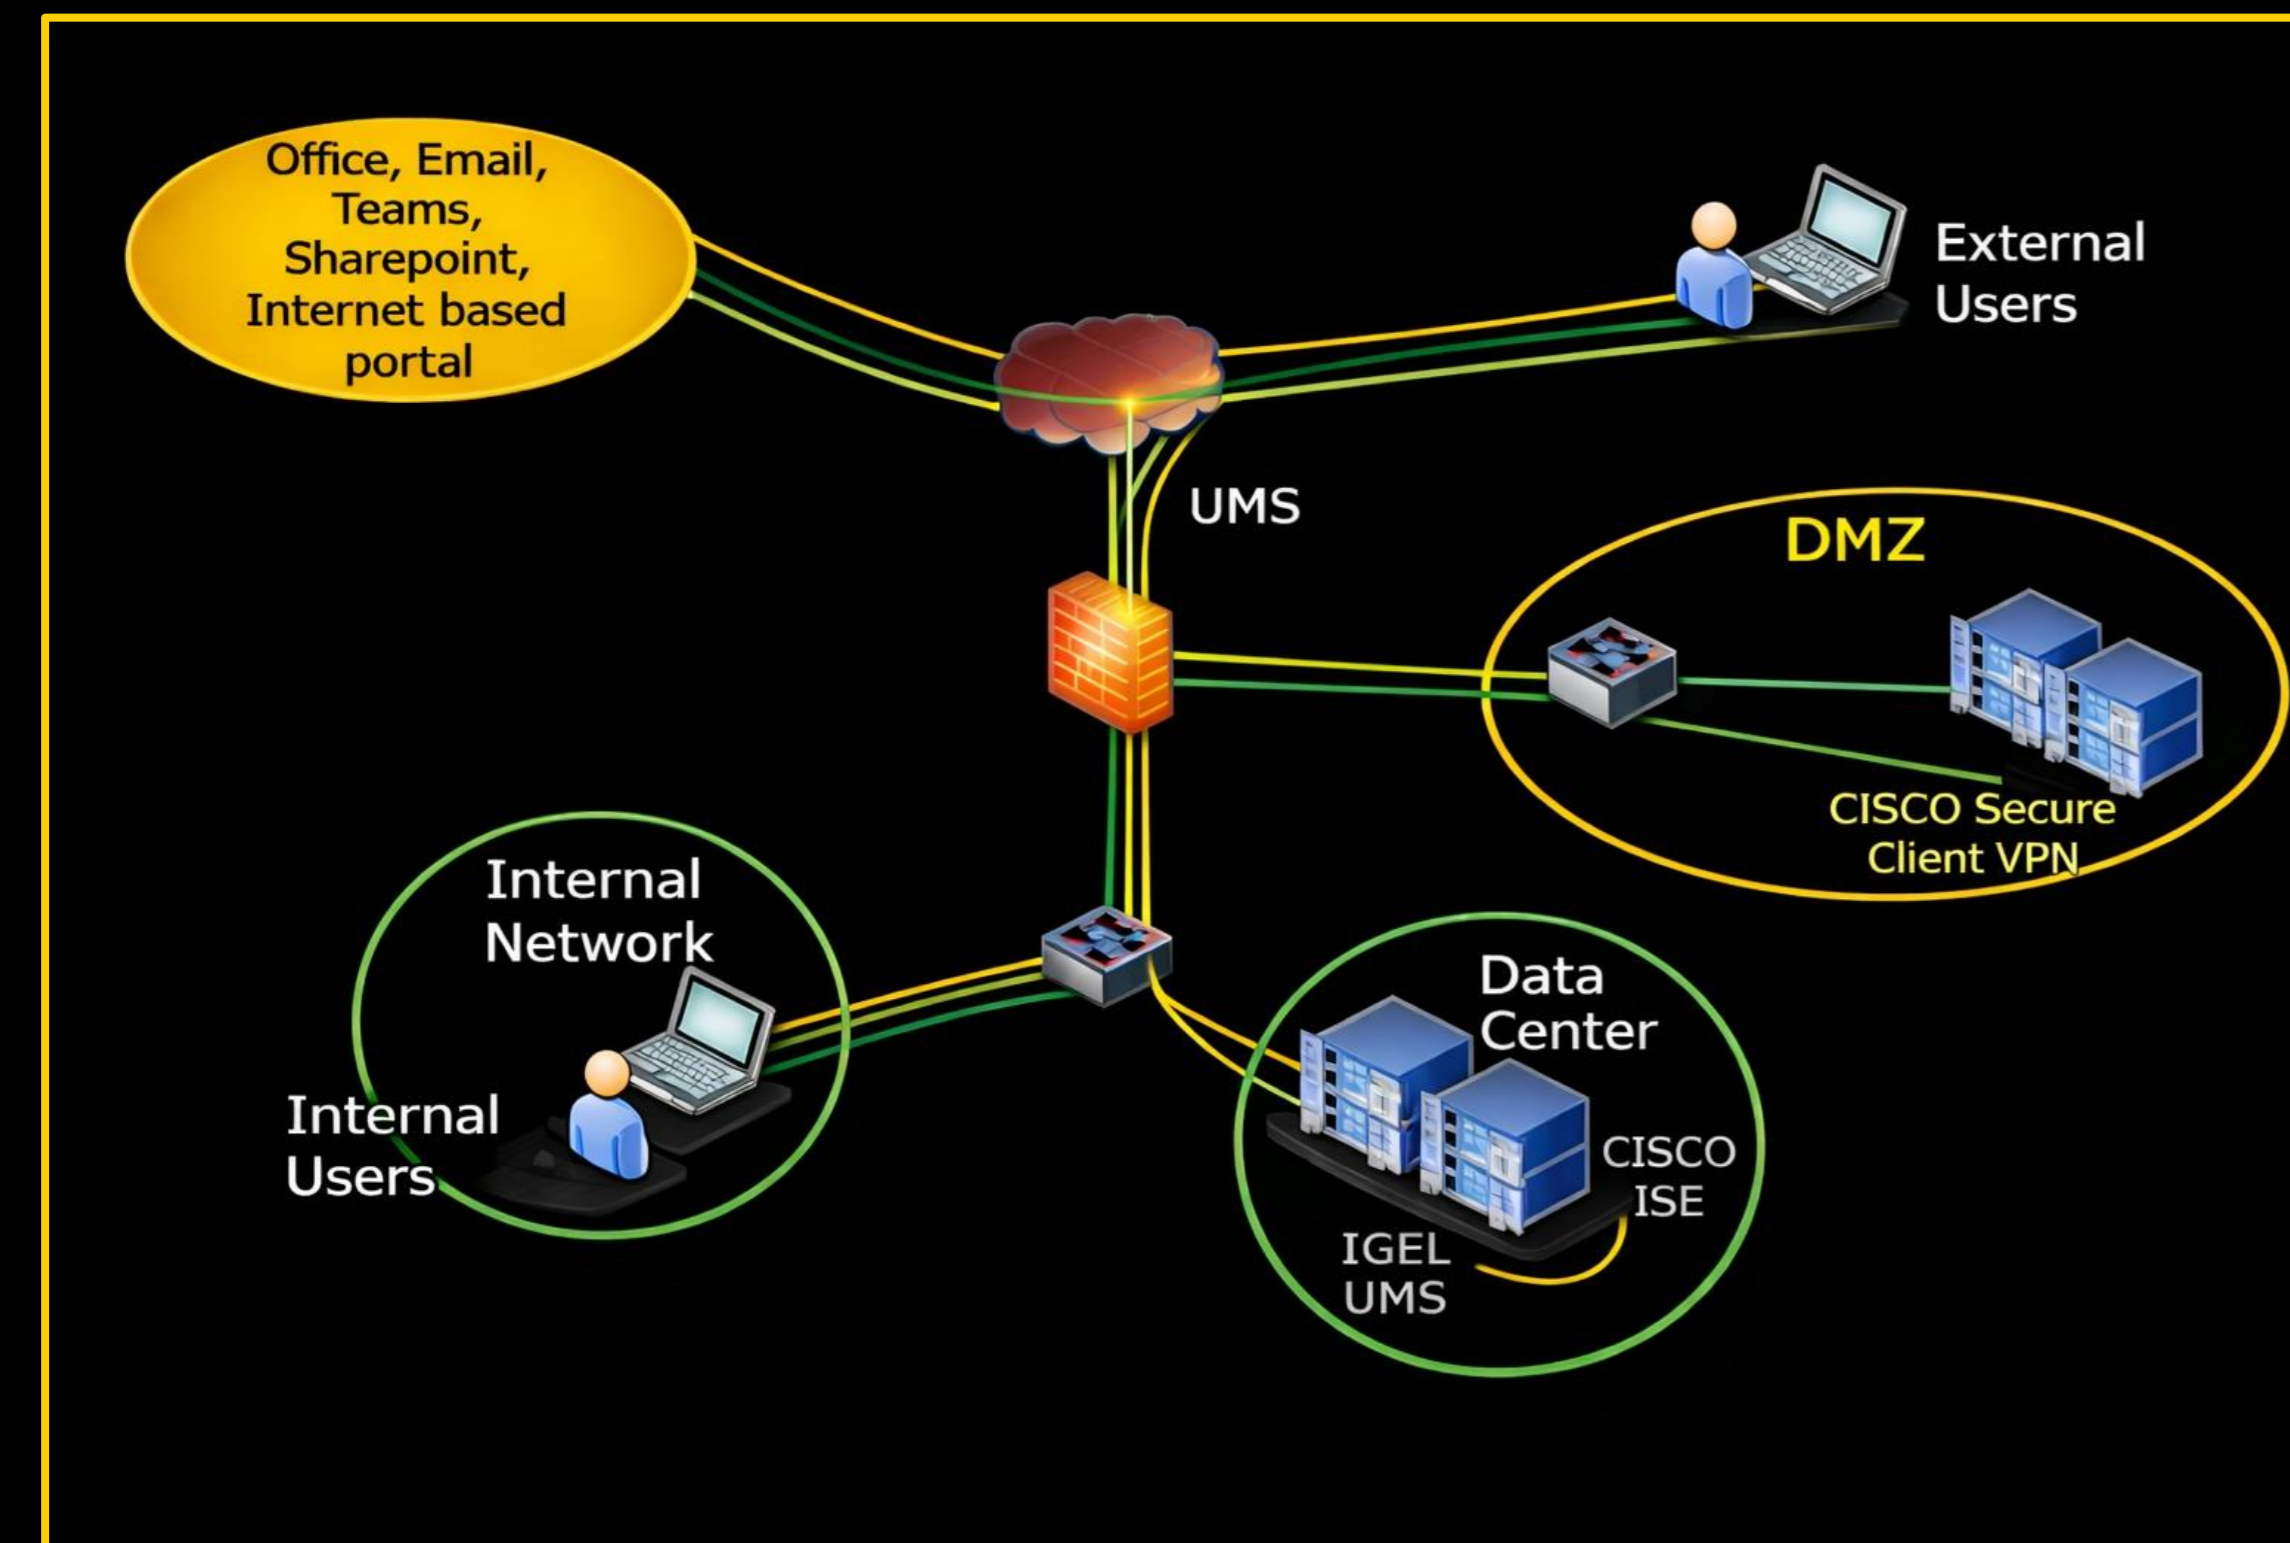 Office, Email,
Teams,
Sharepoint,
Internet based
portal
External
Users
UMS
DMZ
CISCO Secure
Client VPN
Internal
Network
Internal
Users
Data
Center
CISCO
ISE
IGEL
UMS